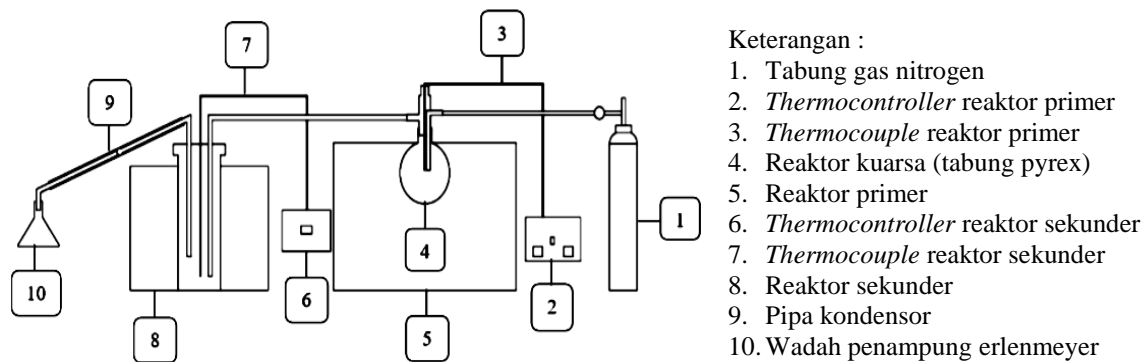 7
3
9
1
4
10
6
2
8
5
Keterangan :
1. Tabung gas nitrogen
2. Thermocontroller reaktor primer
3. Thermocouple reaktor primer
4. Reaktor kuarsa (tabung pyrex)
5. Reaktor primer
6. Thermocontroller reaktor sekunder
7. Thermocouple reaktor sekunder
8. Reaktor sekunder
9. Pipa kondensor
10. Wadah penampung erlenmeyer